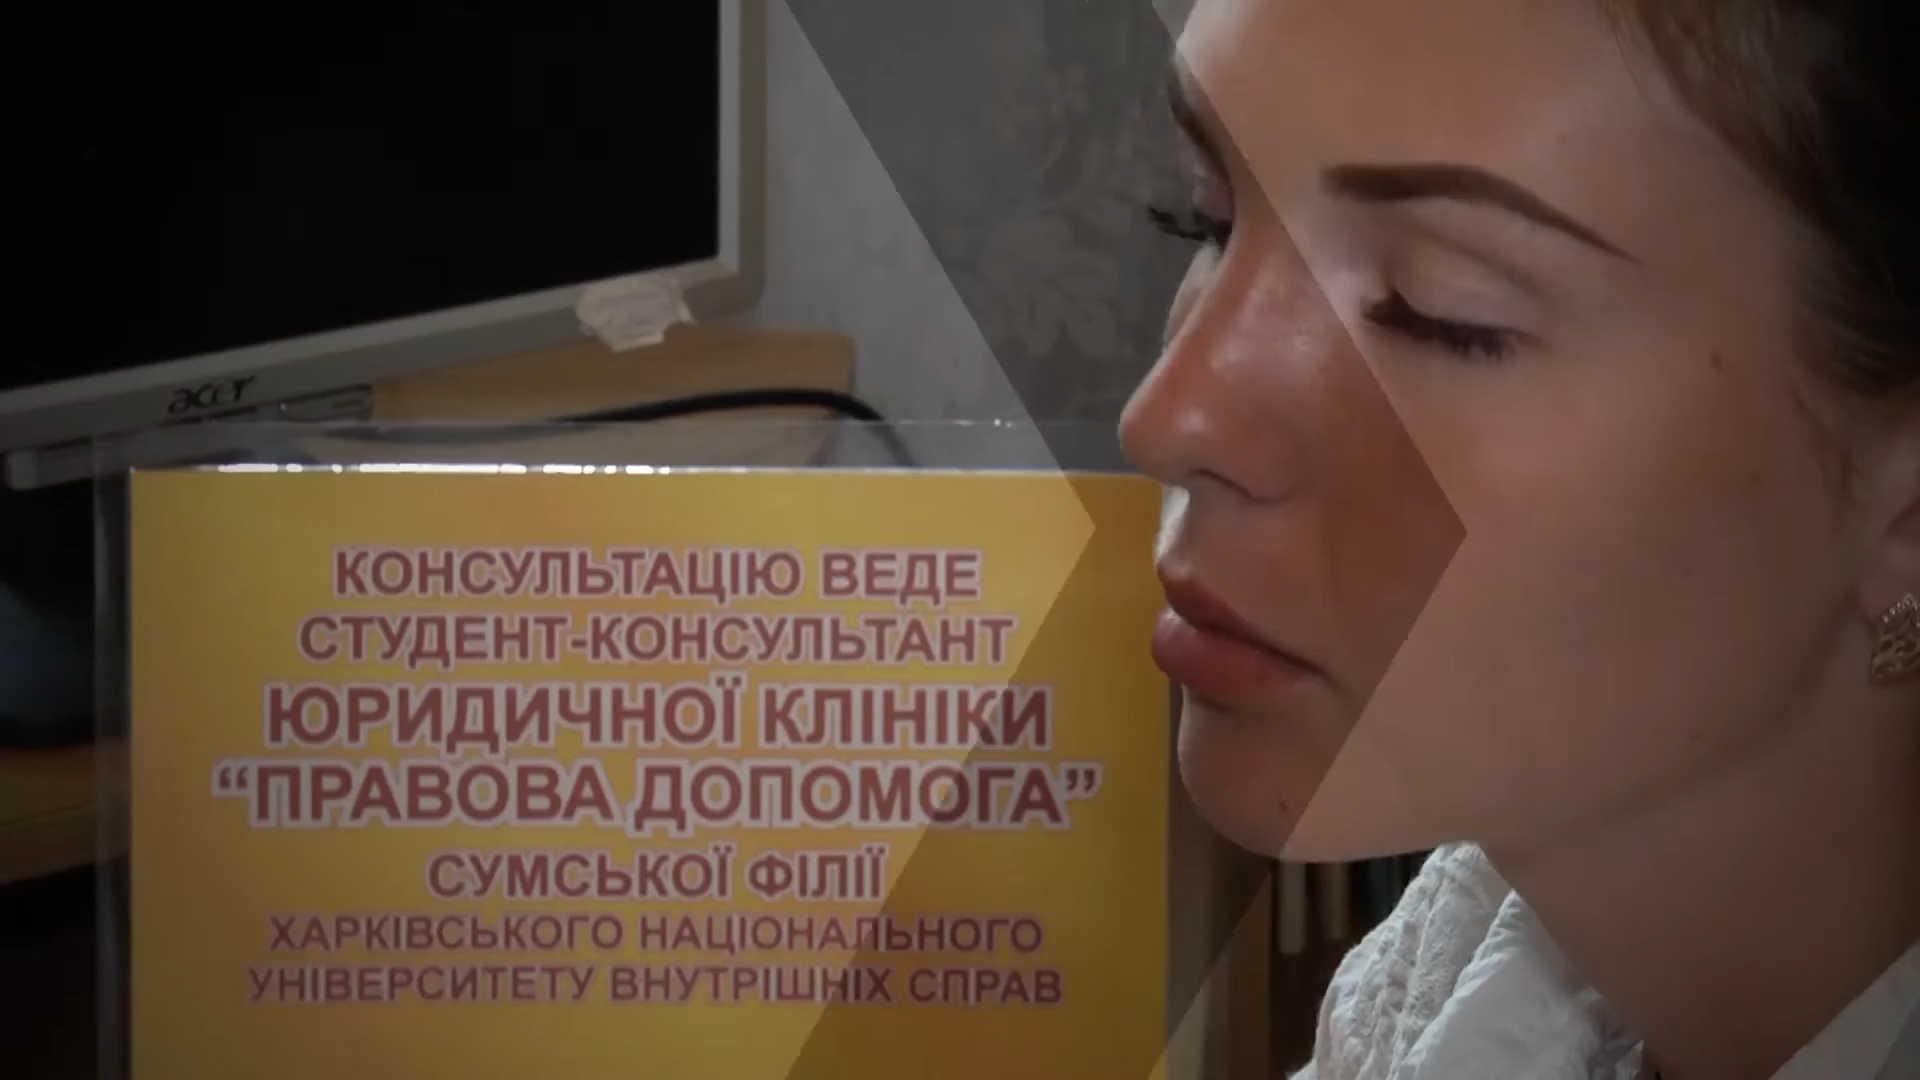 acer
КОНСУЛЬТАЦІЮ ВЕДЕ
СТУДЕНТ-КОНСУЛЬТАНТ
ЮРИДИЧНОЇ КЛІНІКИ
“ПРАВОВА ДОПОМОГА”
СУМСЬКОЇ ФІЛІЇ
ХАРКІВСЬКОГО НАЦІОНАЛЬНОГО
УНІВЕРСИТЕТУ ВНУТРІШНІХ СПРАВ